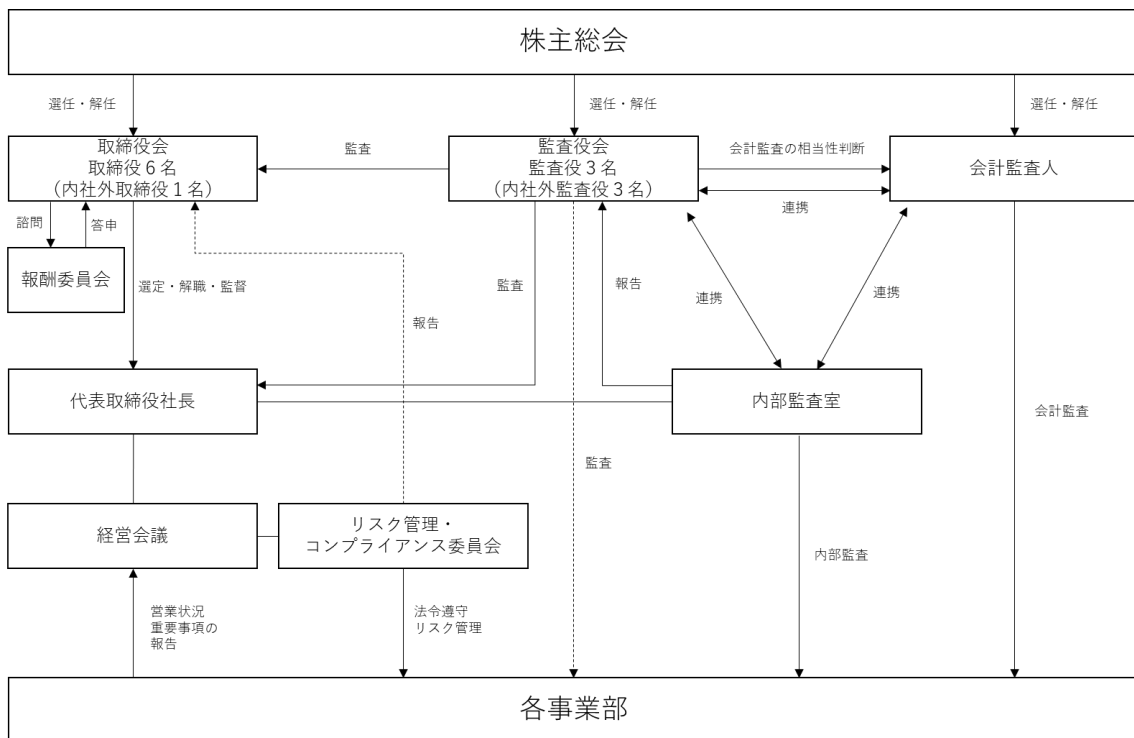 株主総会
選任・解任
選任・解任
選任・解任
取締役会
取締役６名
（内社外取締役１名）
監査
監査役会
監査役３名
（内社外監査役３名）
会計監査の相当性判断
連携
会計監査人
諮問
答申
報酬委員会
選定・解職・監督
報告
監査
報告
連携
連携
代表取締役社長
内部監査室
会計監査
監査
経営会議
リスク管理・
コンプライアンス委員会
内部監査
営業状況
重要事項の
報告
法令遵守
リスク管理
各事業部